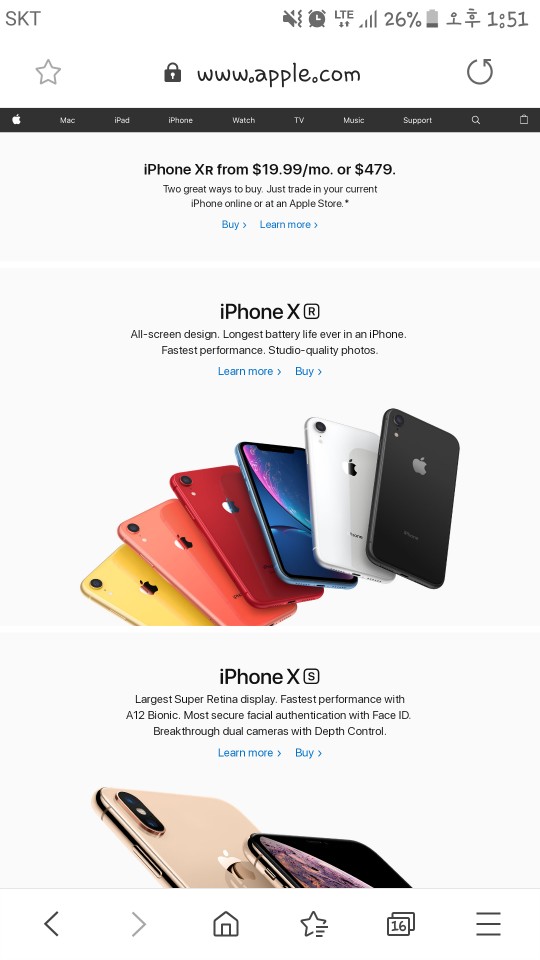 SKT LTE 26% 오후 1:51
www.apple.com
Mac iPad iPhone Watch TV Music Support
iPhone XR from $19.99/mo. or $479.
Two great ways to buy. Just trade in your current
iPhone online or at an Apple Store.*
Buy > Learn more >
iPhone X R
All-screen design. Longest battery life ever in an iPhone.
Fastest performance. Studio-quality photos.
Learn more > Buy >
iPhone
iPhone X S
Largest Super Retina display. Fastest performance with
A12 Bionic. Most secure facial authentication with Face ID.
Breakthrough dual cameras with Depth Control.
Learn more > Buy >
16